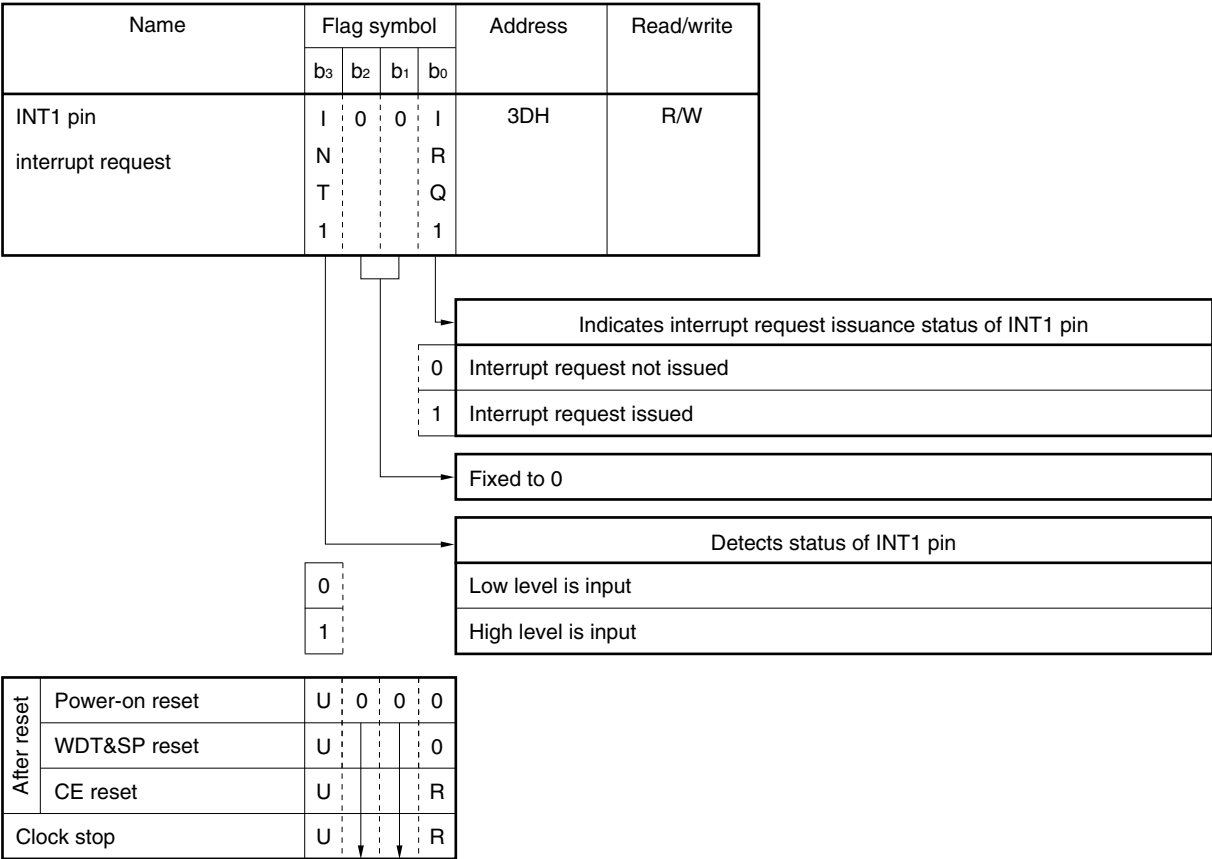 Name Flag symbol Address Read/write
b3 b2 b1 b0
INT1 pin I 0 0 I 3DH R/W
interrupt request N R
T Q
1 1
Indicates interrupt request issuance status of INT1 pin
0 Interrupt request not issued
1 Interrupt request issued
Fixed to 0
Detects status of INT1 pin
0 Low level is input
1 High level is input
After reset
Power-on reset U 0 0 0
WDT&SP reset U 0
CE reset U R
Clock stop U R